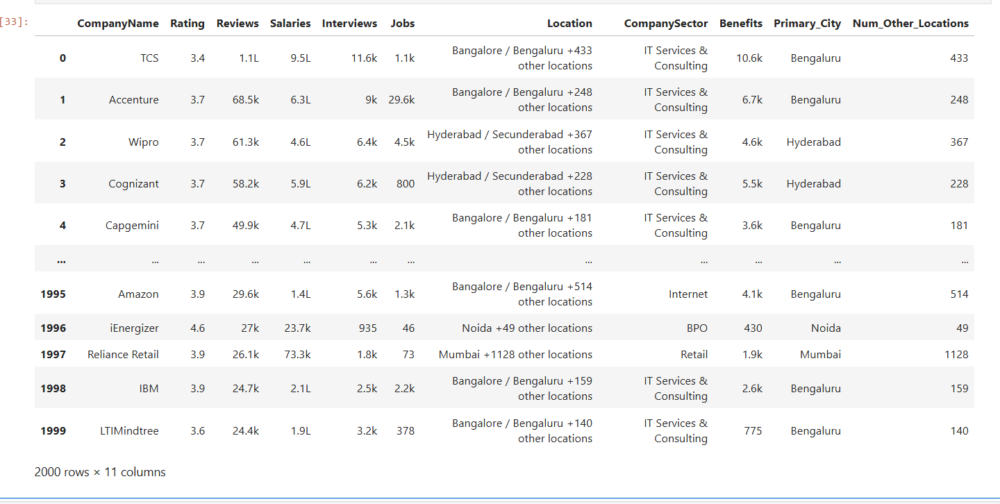 [33]:
CompanyName Rating Reviews Salaries Interviews Jobs Location CompanySector Benefits Primary_City Num_Other_Locations
0 TCS 3.4 1.1L 9.5L 11.6k 1.1k Bangalore / Bengaluru +433 other locations IT Services & Consulting 10.6k Bengaluru 433
1 Accenture 3.7 68.5k 6.3L 9k 29.6k Bangalore / Bengaluru +248 other locations IT Services & Consulting 6.7k Bengaluru 248
2 Wipro 3.7 61.3k 4.6L 6.4k 4.5k Hyderabad / Secunderabad +367 other locations IT Services & Consulting 4.6k Hyderabad 367
3 Cognizant 3.7 58.2k 5.9L 6.2k 800 Hyderabad / Secunderabad +228 other locations IT Services & Consulting 5.5k Hyderabad 228
4 Capgemini 3.7 49.9k 4.7L 5.3k 2.1k Bangalore / Bengaluru +181 other locations IT Services & Consulting 3.6k Bengaluru 181
... ... ... ... ... ... ... ... ... ... ... ...
1995 Amazon 3.9 29.6k 1.4L 5.6k 1.3k Bangalore / Bengaluru +514 other locations Internet 4.1k Bengaluru 514
1996 iEnergizer 4.6 27k 23.7k 935 46 Noida +49 other locations BPO 430 Noida 49
1997 Reliance Retail 3.9 26.1k 73.3k 1.8k 73 Mumbai +1128 other locations Retail 1.9k Mumbai 1128
1998 IBM 3.9 24.7k 2.1L 2.5k 2.2k Bangalore / Bengaluru +159 other locations IT Services & Consulting 2.6k Bengaluru 159
1999 LTIMindtree 3.6 24.4k 1.9L 3.2k 378 Bangalore / Bengaluru +140 other locations IT Services & Consulting 775 Bengaluru 140
2000 rows × 11 columns